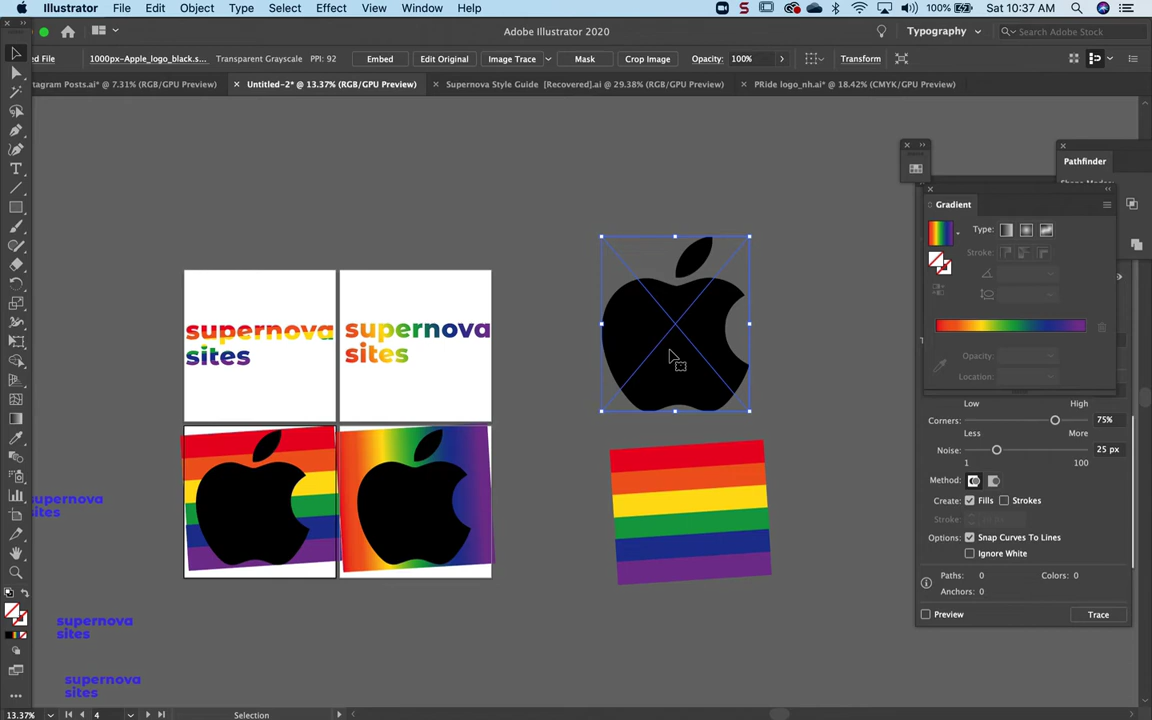 Illustrator File Edit Object Type Select Effect View Window Help 100% Sat 10:37 AM
Adobe Illustrator 2020 Typography Search Adobe Stock
ed File 1000px-Apple_logo_black.s... Transparent Grayscale PPI: 92 Embed Edit Original Image Trace Mask Crop Image Opacity: 100% Transform
tagram Posts.ai* @ 7.31% (RGB/GPU Preview) × Untitled-2* @ 13.37% (RGB/GPU Preview) × Supernova Style Guide [Recovered].ai @ 29.38% (RGB/GPU Preview) × PRide logo_nh.ai* @ 18.42% (CMYK/GPU Preview)
Pathfinder
Gradient
Type:
Stroke:
Opacity:
Location:
Low High
Corners: 75%
Less More
Noise: 25 px
1 100
Method:
Create: Fills Strokes
Stroke:
Options: Snap Curves To Lines
Ignore White
Paths: 0 Colors: 0
Anchors: 0
Preview Trace
supernova
sites
supernova
sites
supernova
sites
supernova
sites
supernova
sites
13.37% 4 Selection